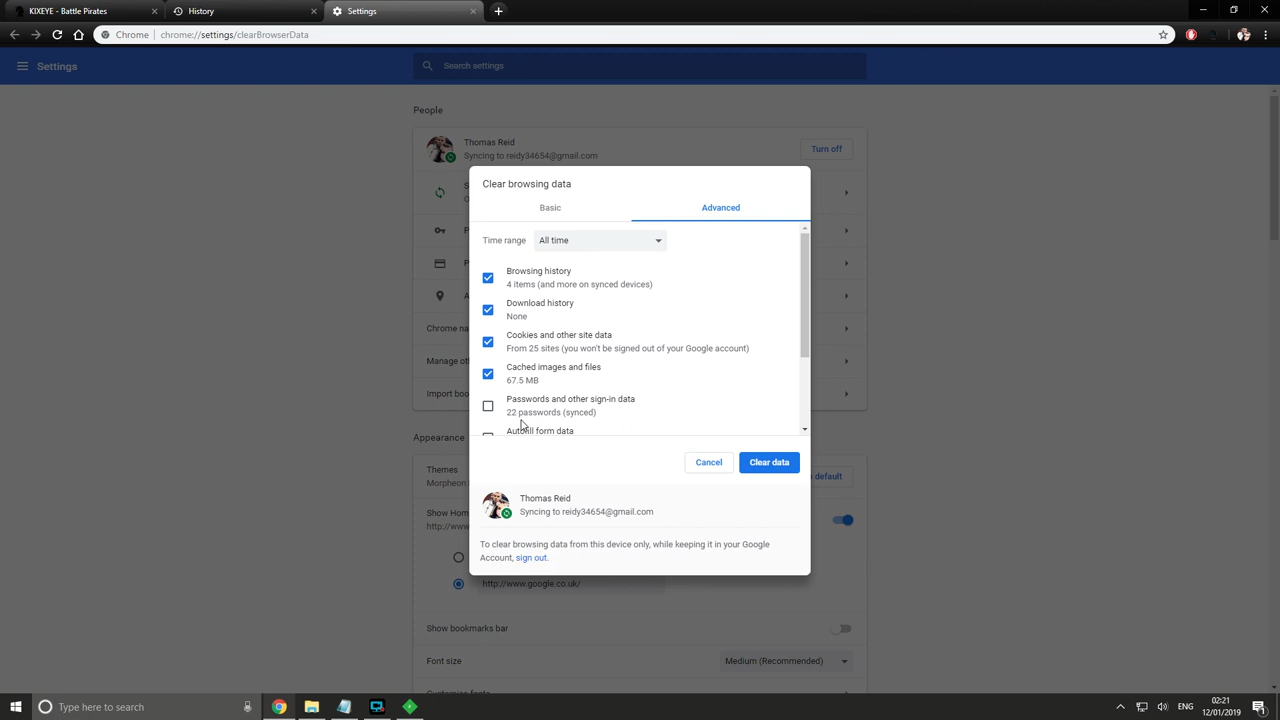 KIXEYE - Battle Pirates
History
Settings
Chrome
chrome://settings/clearBrowserData
Settings
Search settings
People
Thomas Reid
Syncing to reidy34654@gmail.com
Turn off
S
O
P
P
A
Chrome na
Manage ot
Import boo
Clear browsing data
Basic
Advanced
Time range
All time
Browsing history
4 items (and more on synced devices)
Download history
None
Cookies and other site data
From 25 sites (you won't be signed out of your Google account)
Cached images and files
67.5 MB
Passwords and other sign-in data
22 passwords (synced)
Autofill form data
Cancel
Clear data
Thomas Reid
Syncing to reidy34654@gmail.com
To clear browsing data from this device only, while keeping it in your Google
Account, sign out.
Appearance
Themes
Morpheon
default
Show Hom
http://www
http://www.google.co.uk/
Show bookmarks bar
Font size
Medium (Recommended)
Customize fonts
Type here to search
ENG
02:21
12/01/2019